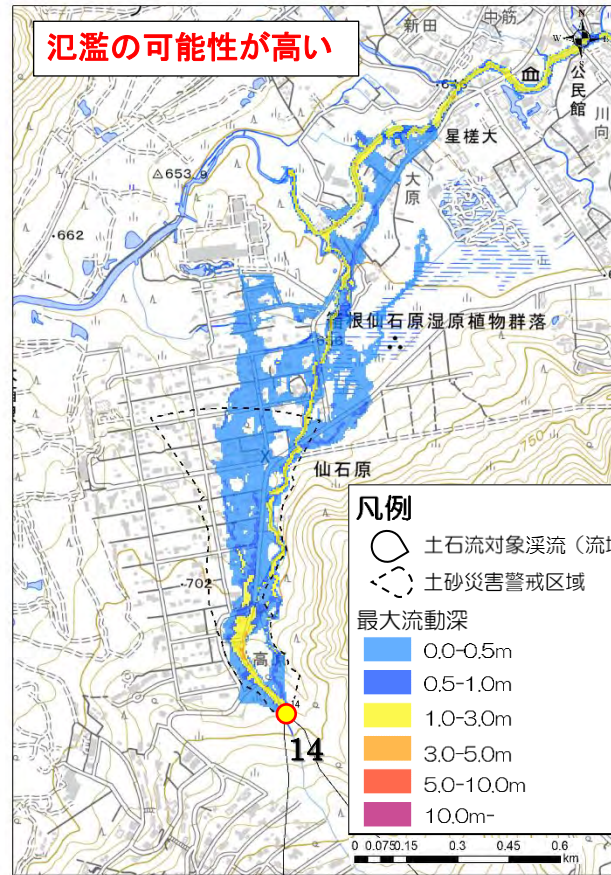 氾濫の可能性が高い
新田
中筋
N
W
E
S
公民館
川向
星槎大
大原
△653.9
・662
箱根仙石原湿原植物群落
仙石原
750
・702
高原
14
14
凡例
土石流対象渓流（流域
土砂災害警戒区域
最大流動深
0.0-0.5m
0.5-1.0m
1.0-3.0m
3.0-5.0m
5.0-10.0m
10.0m-
0 0.075 0.15 0.3 0.45 0.6
km